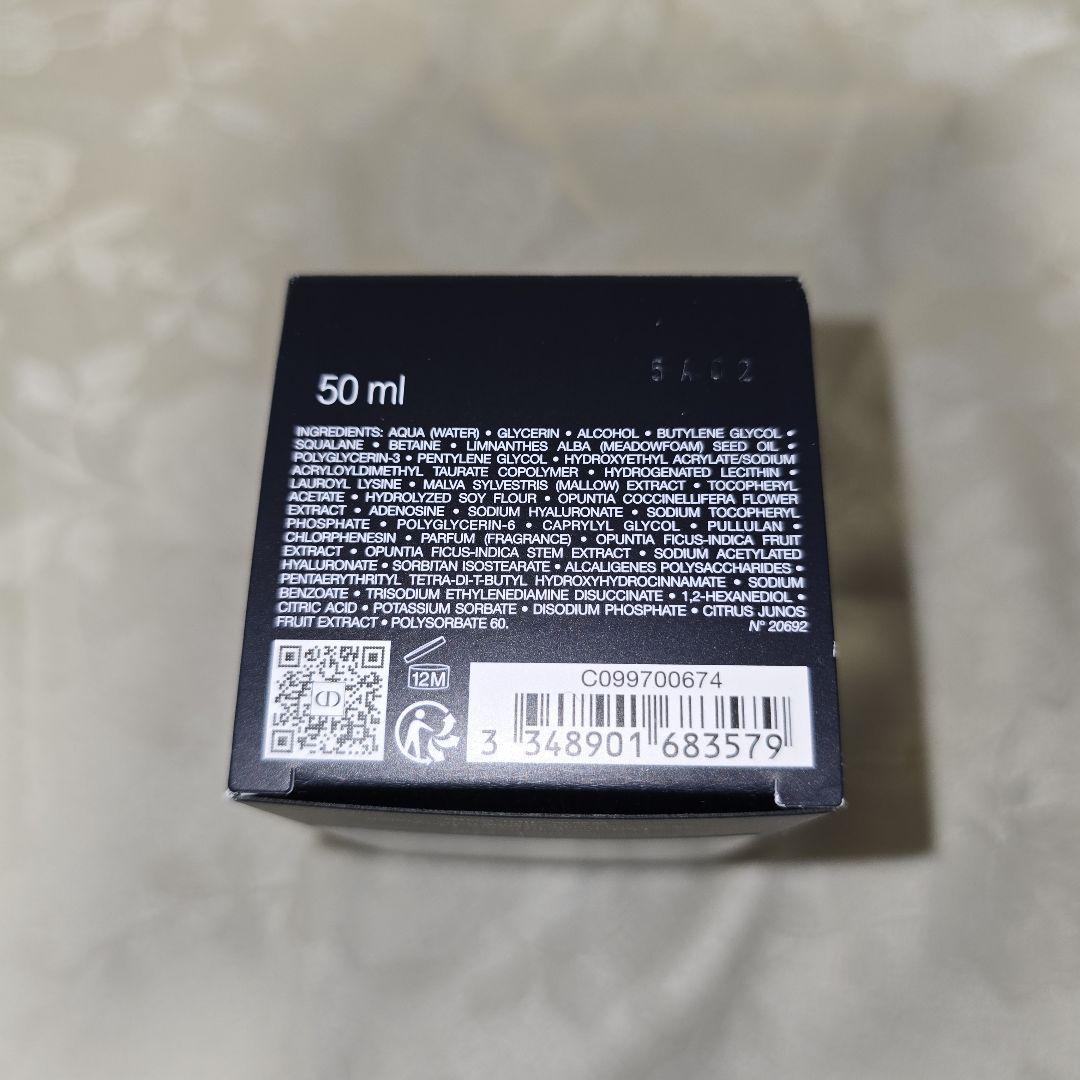 5A02
50 ml
INGREDIENTS: AQUA (WATER) • GLYCERIN • ALCOHOL • BUTYLENE GLYCOL •
SQUALANE • BETAINE • LIMNANTHES ALBA (MEADOWFOAM) SEED OIL •
POLYGLYCERIN-3 • PENTYLENE GLYCOL • HYDROXYETHYL ACRYLATE/SODIUM
ACRYLOYLDIMETHYL TAURATE COPOLYMER • HYDROGENATED LECITHIN •
LAUROYL LYSINE • MALVA SYLVESTRIS (MALLOW) EXTRACT • TOCOPHERYL
ACETATE • HYDROLYZED SOY FLOUR • OPUNTIA COCCINELLIFERA FLOWER
EXTRACT • ADENOSINE • SODIUM HYALURONATE • SODIUM TOCOPHERYL
PHOSPHATE • POLYGLYCERIN-6 • CAPRYLYL GLYCOL • PULLULAN •
CHLORPHENESIN • PARFUM (FRAGRANCE) • OPUNTIA FICUS-INDICA FRUIT
EXTRACT • OPUNTIA FICUS-INDICA STEM EXTRACT • SODIUM ACETYLATED
HYALURONATE • SORBITAN ISOSTEARATE • ALCALIGENES POLYSACCHARIDES •
PENTAERYTHRITYL TETRA-DI-T-BUTYL HYDROXYHYDROCINNAMATE • SODIUM
BENZOATE • TRISODIUM ETHYLENEDIAMINE DISUCCINATE • 1,2-HEXANEDIOL •
CITRIC ACID • POTASSIUM SORBATE • DISODIUM PHOSPHATE • CITRUS JUNOS
FRUIT EXTRACT • POLYSORBATE 60. N° 20692
12M
C099700674
3 348901 683579